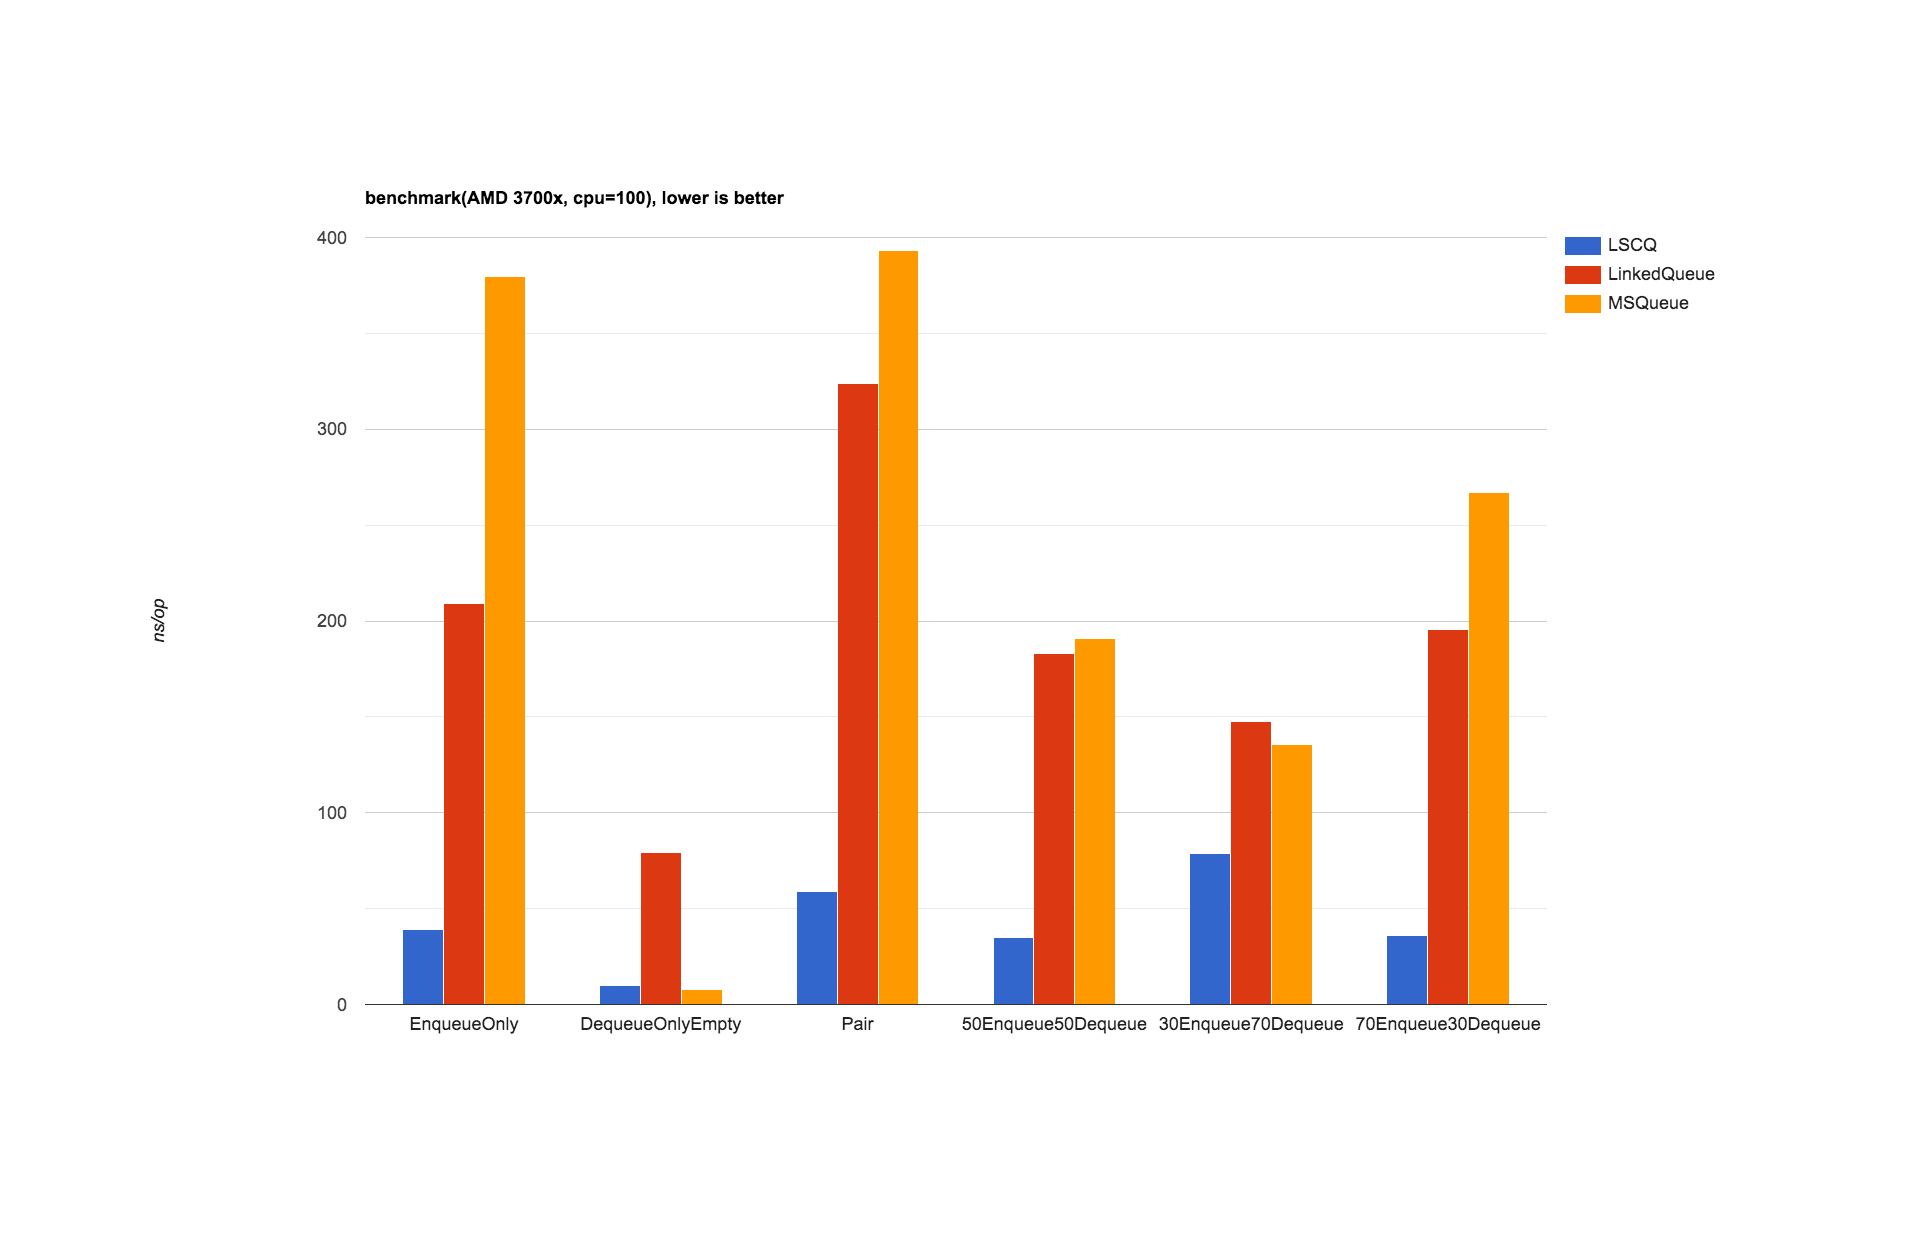 benchmark(AMD 3700x, cpu=100), lower is better
400
300
200
100
0
ns/op
EnqueueOnly
DequeueOnlyEmpty
Pair
50Enqueue50Dequeue
30Enqueue70Dequeue
70Enqueue30Dequeue
LSCQ
LinkedQueue
MSQueue